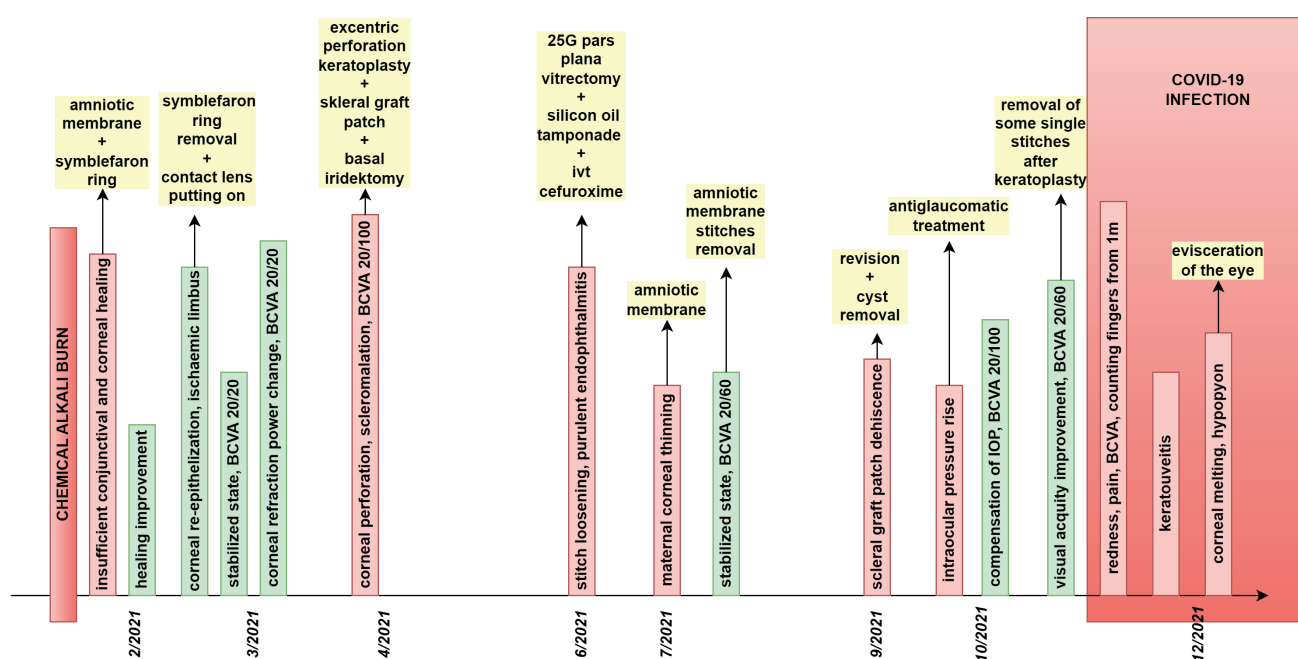 amniotic
membrane
+
symblefaron
ring
symblefaron
ring
removal
+
contact lens
putting on
excentric
perforation
keratoplasty
+
skleral graft
patch
+
basal
iridektomy
25G pars
plana
vitrectomy
+
silicon oil
tamponade
+
ivt
cefuroxime
amniotic
membrane
amniotic
membrane
stitches
removal
revision
+
cyst
removal
antiglaucomatic
treatment
removal of
some single
stitches
after
keratoplasty
COVID-19
INFECTION
evisceration
of the eye
CHEMICAL ALKALI BURN
insufficient conjunctival and corneal healing
healing improvement
corneal re-epithelization, ischaemic limbus
stabilized state, BCVA 20/20
corneal refraction power change, BCVA 20/20
corneal perforation, scleromalation, BCVA 20/100
stitch loosening, purulent endophthalmitis
maternal corneal thinning
stabilized state, BCVA 20/60
scleral graft patch dehiscence
intraocular pressure rise
compensation of IOP, BCVA 20/100
visual acquity improvement, BCVA 20/60
redness, pain, BCVA, counting fingers from 1m
keratouveitis
corneal melting, hypopyon
2/2021
3/2021
4/2021
6/2021
7/2021
9/2021
10/2021
12/2021